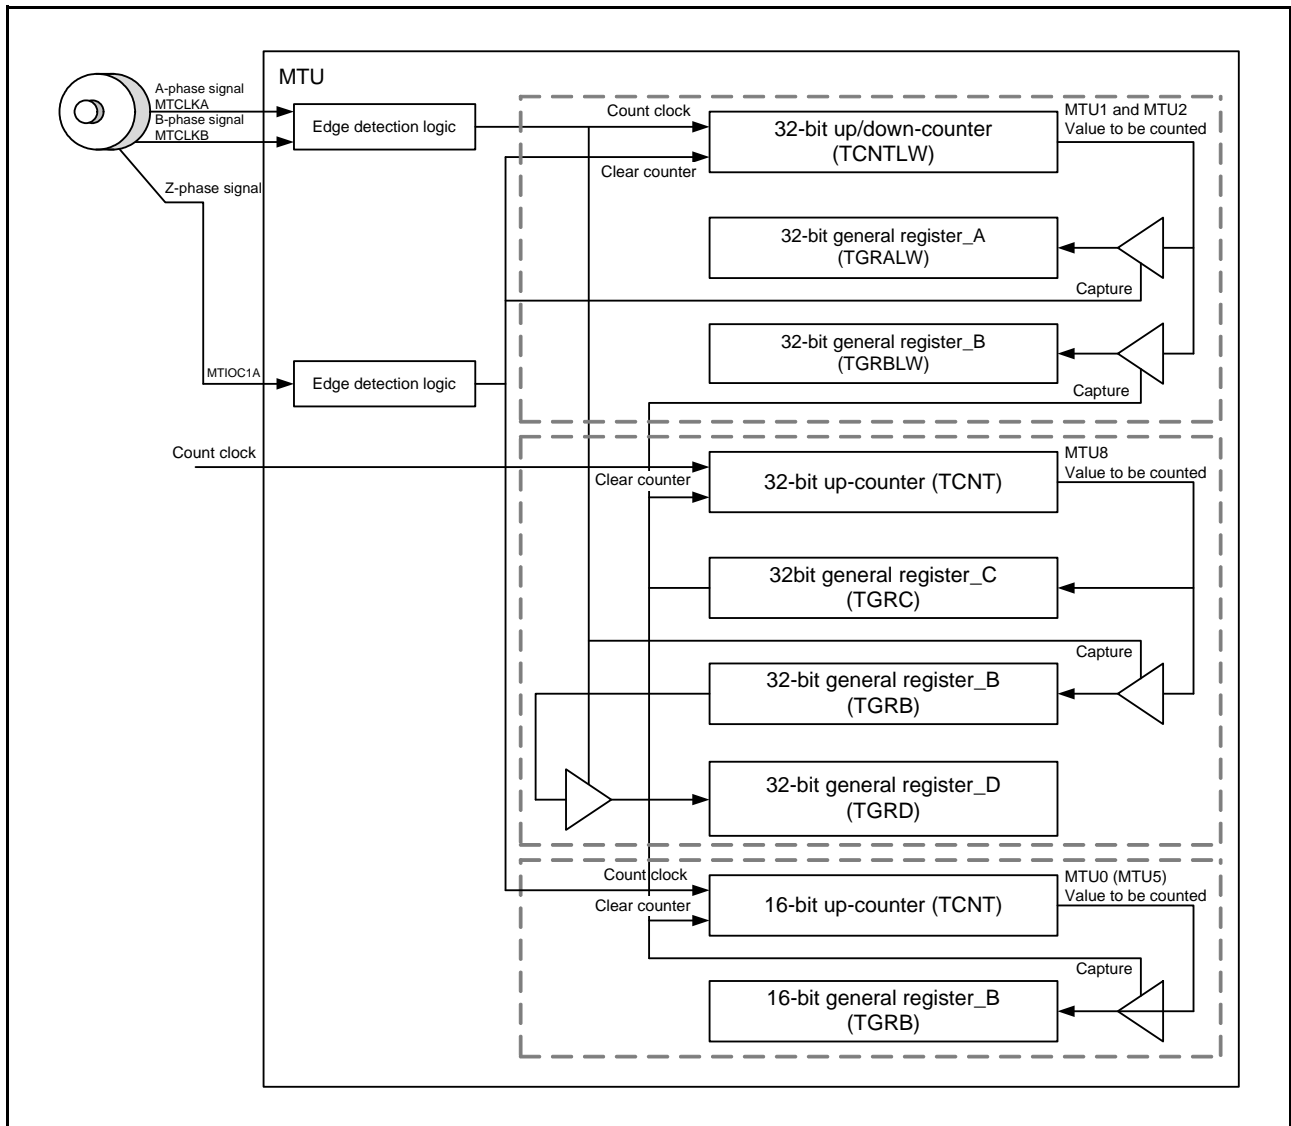 MTU
A-phase signal
MTCLKA
B-phase signal
MTCLKB
Z-phase signal
Edge detection logic
Count clock
Clear counter
32-bit up/down-counter
(TCNTLW)
MTU1 and MTU2
Value to be counted
32-bit general register_A
(TGRALW)
Capture
32-bit general register_B
(TGRBLW)
Capture
MTIOC1A
Edge detection logic
Count clock
Clear counter
32-bit up-counter (TCNT)
MTU8
Value to be counted
32bit general register_C
(TGRC)
Capture
32-bit general register_B
(TGRB)
32-bit general register_D
(TGRD)
Count clock
Clear counter
16-bit up-counter (TCNT)
MTU0 (MTU5)
Value to be counted
Capture
16-bit general register_B
(TGRB)